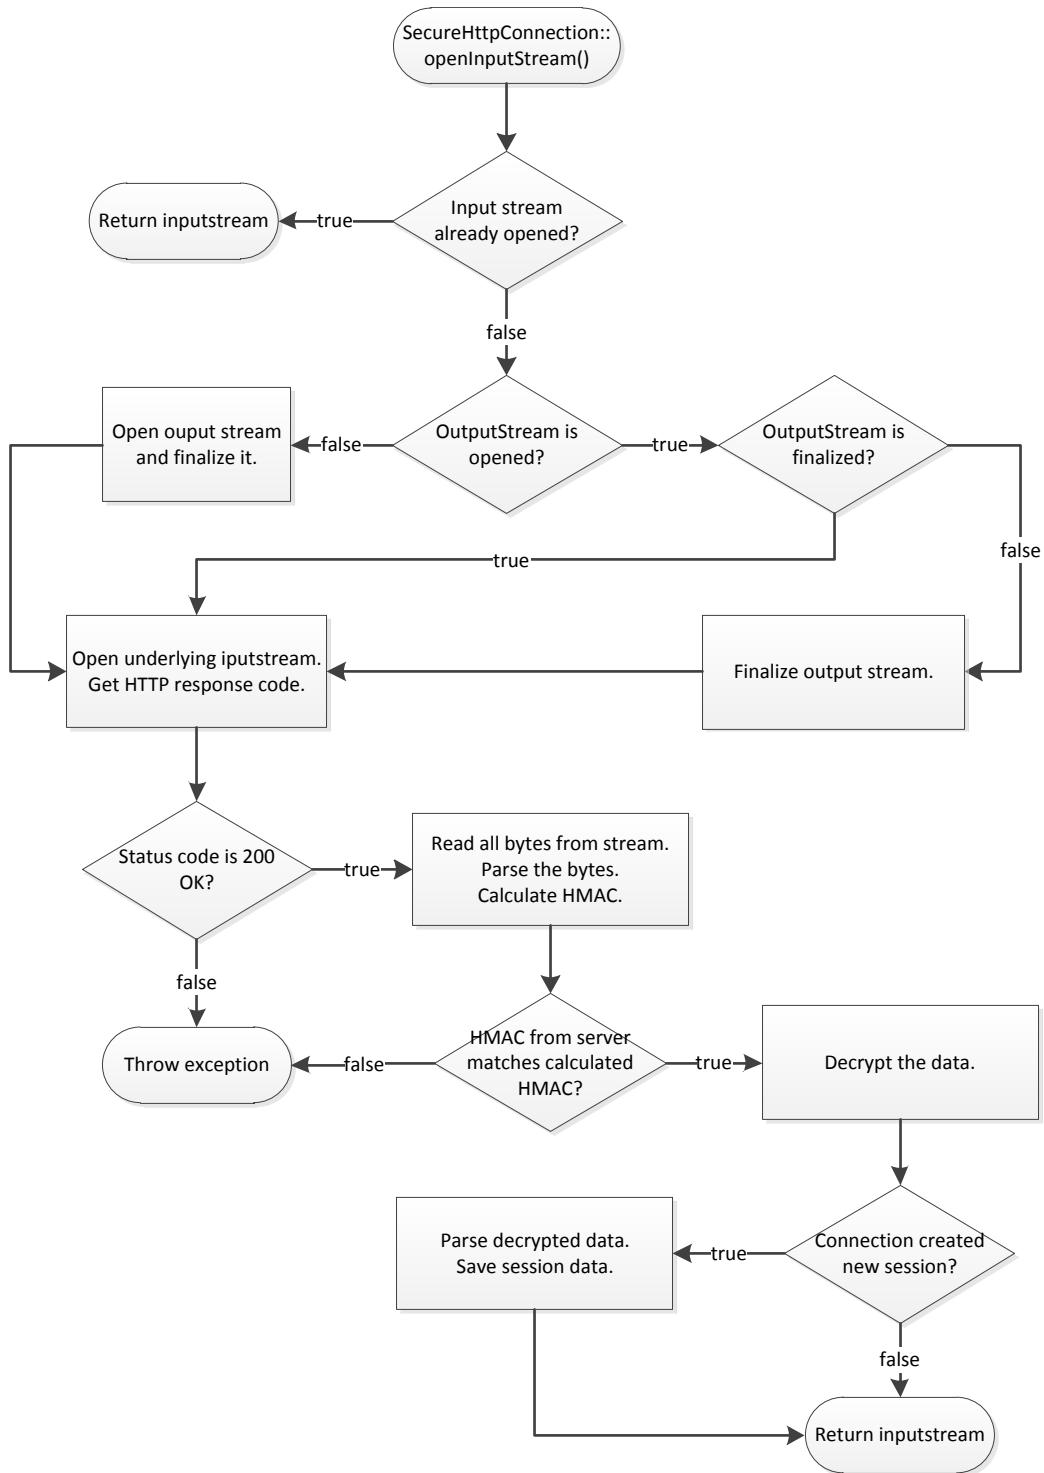 SecureHttpConnection::
openInputStream()
Return inputstream
true
Input stream
already opened?
false
Open ouput stream
and finalize it.
false
OutputStream is
opened?
true
OutputStream is
finalized?
true
false
Open underlying iputstream.
Get HTTP response code.
Finalize output stream.
Status code is 200
OK?
true
Read all bytes from stream.
Parse the bytes.
Calculate HMAC.
false
Throw exception
false
HMAC from server
matches calculated
HMAC?
true
Decrypt the data.
Parse decrypted data.
Save session data.
true
Connection created
new session?
false
Return inputstream